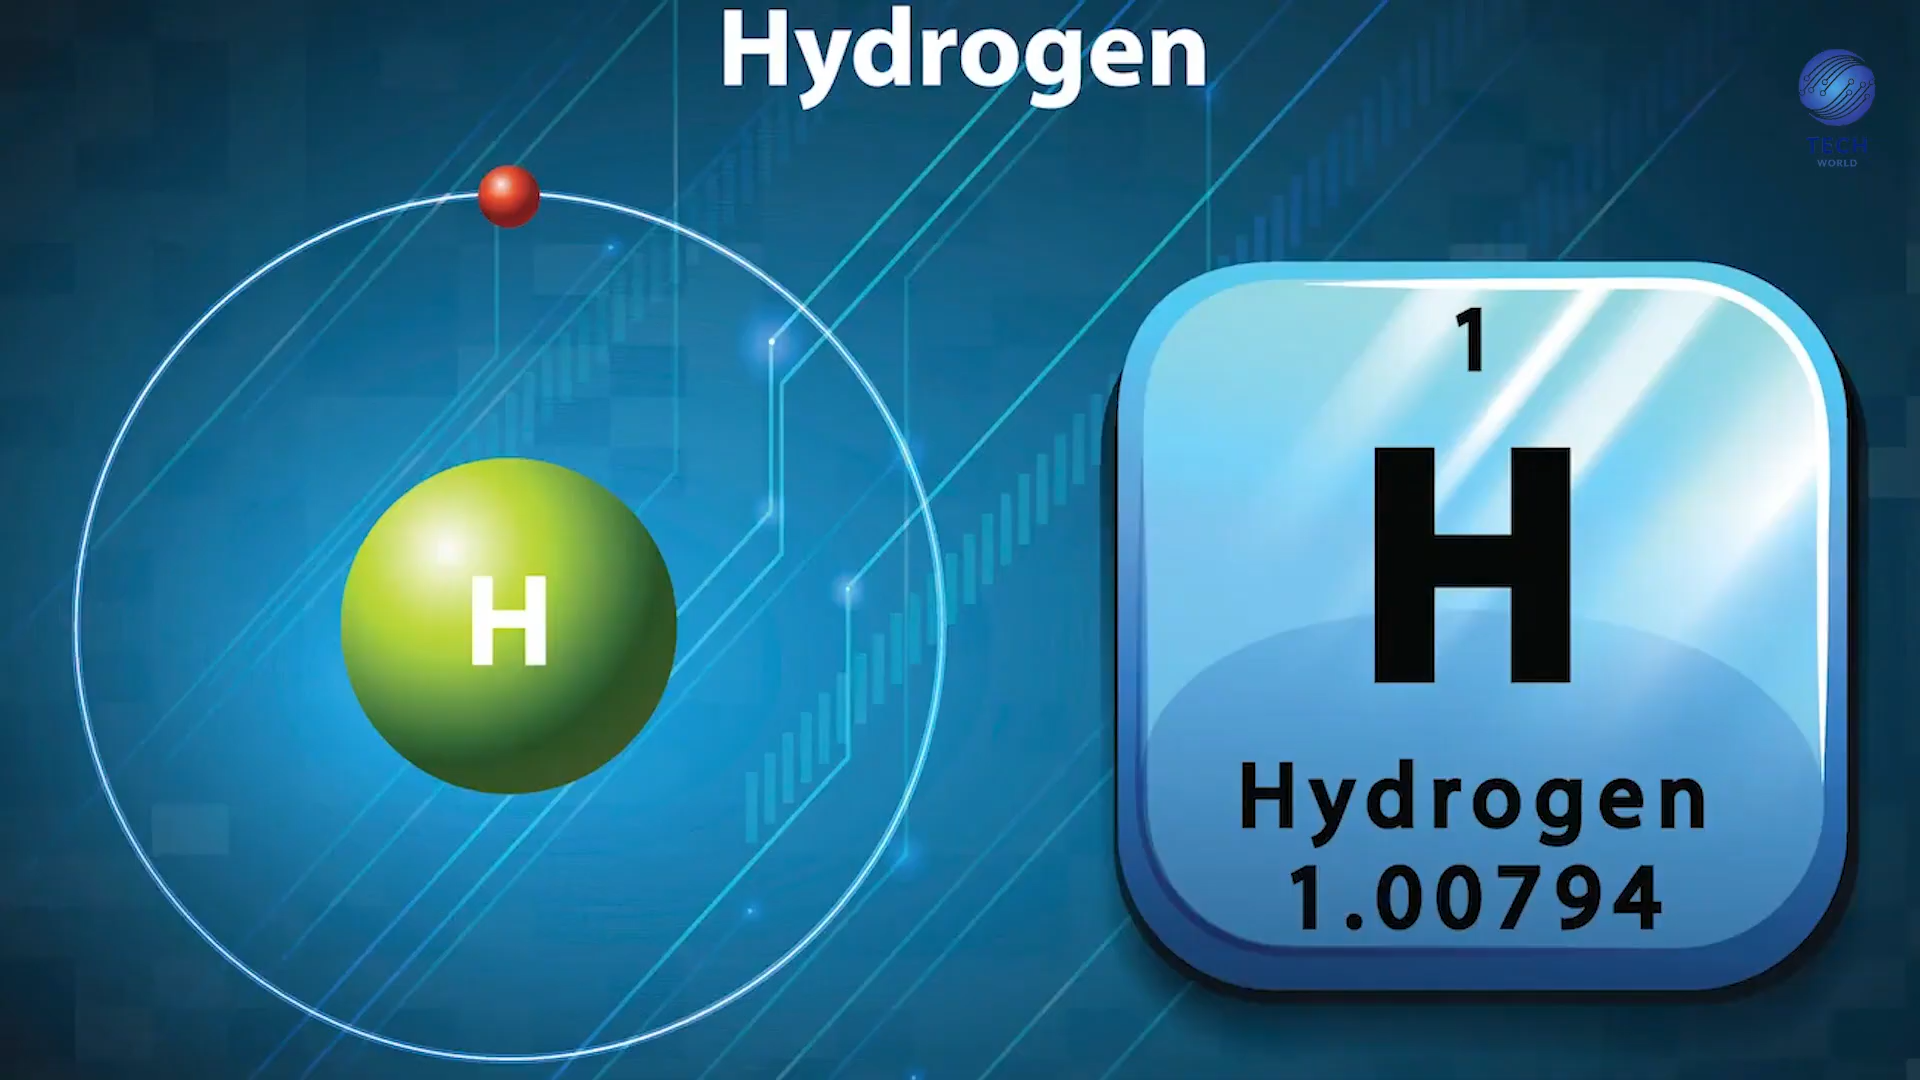 Hydrogen
TECH
WORLD
H
1
H
Hydrogen
1.00794